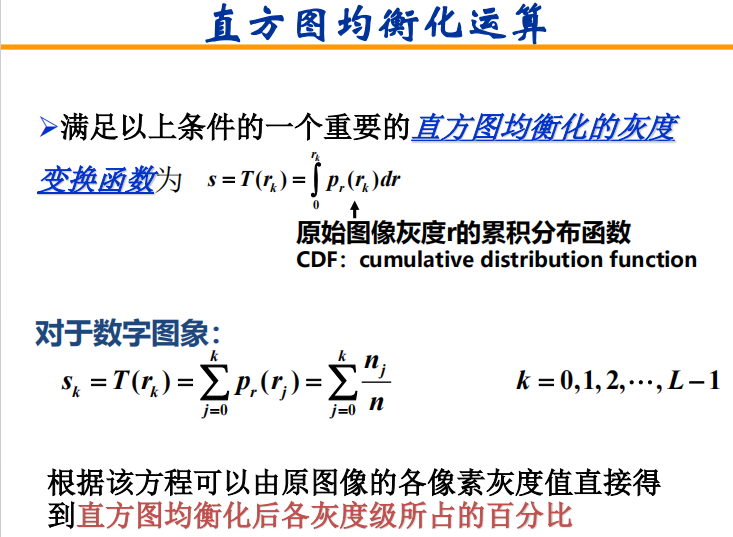 直方图均衡化运算
➢满足以上条件的一个重要的直方图均衡化的灰度
变换函数为 s = T(r_k) = ∫_0^{r_k} p_r(r_k)dr
原始图像灰度r的累积分布函数
CDF：cumulative distribution function
对于数字图象：
s_k = T(r_k) = ∑_{j=0}^{k} p_r(r_j) = ∑_{j=0}^{k} n_j/n k = 0,1,2,⋯, L−1
根据该方程可以由原图像的各像素灰度值直接得
到直方图均衡化后各灰度级所占的百分比